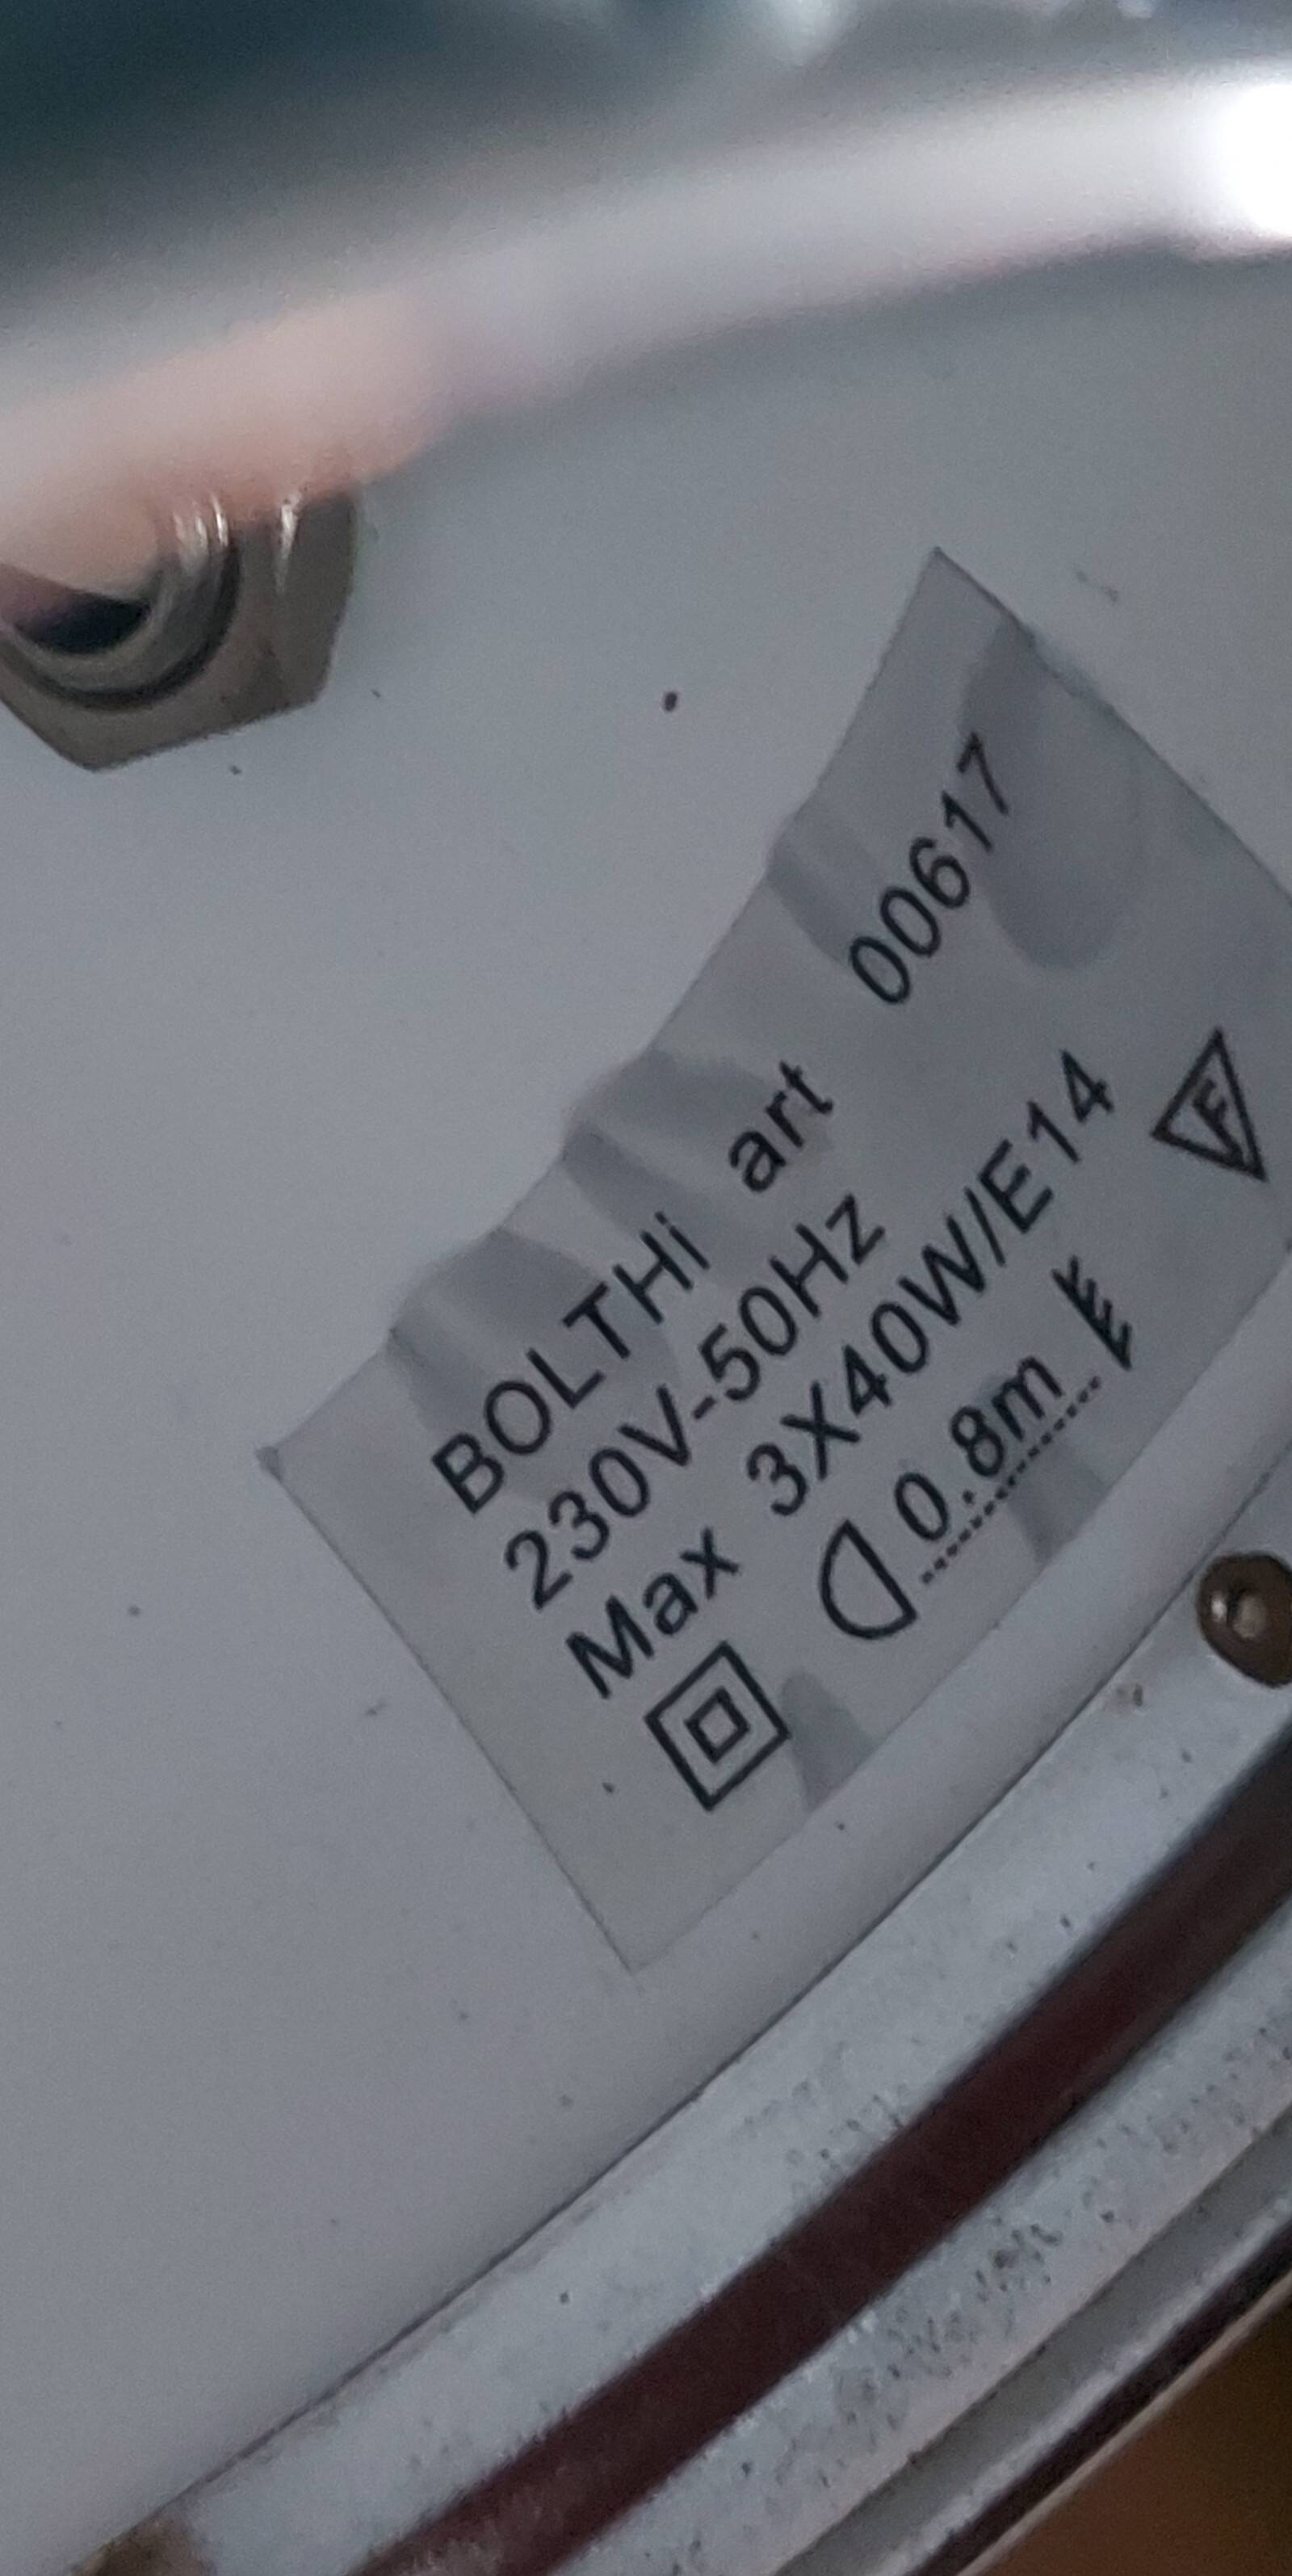 BOLTHi art 00617
230V-50Hz
Max 3X40W/E14
0.8m F